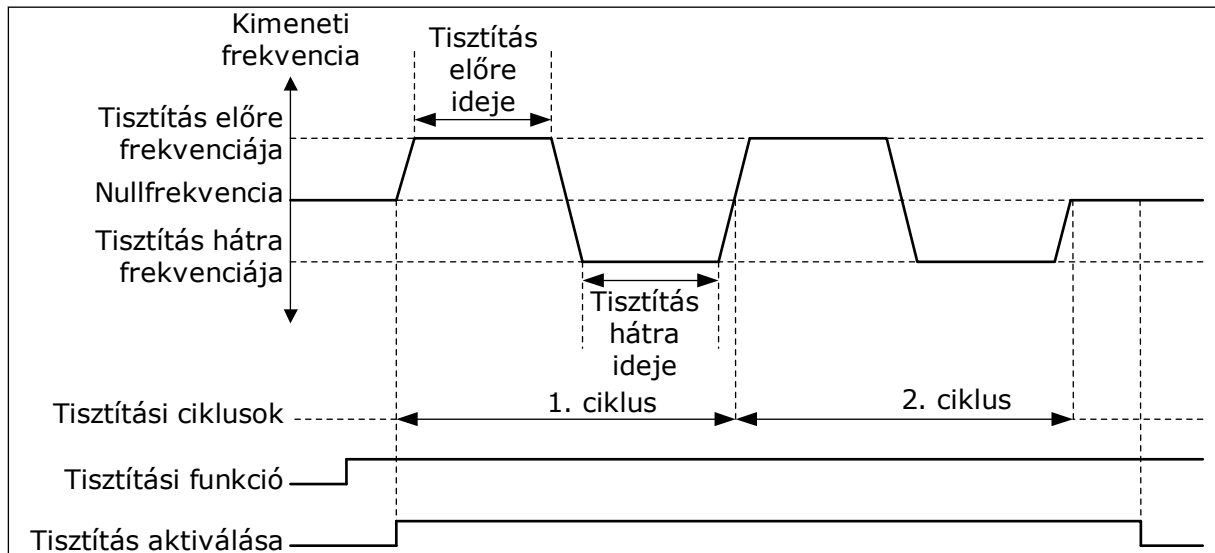 Kimeneti
frekvencia
Tisztítás
előre
ideje
Tisztítás előre
frekvenciája
Nullfrekvencia
Tisztítás hátra
frekvenciája
Tisztítás
hátra
ideje
Tisztítási ciklusok
1. ciklus
2. ciklus
Tisztítási funkció
Tisztítás aktiválása